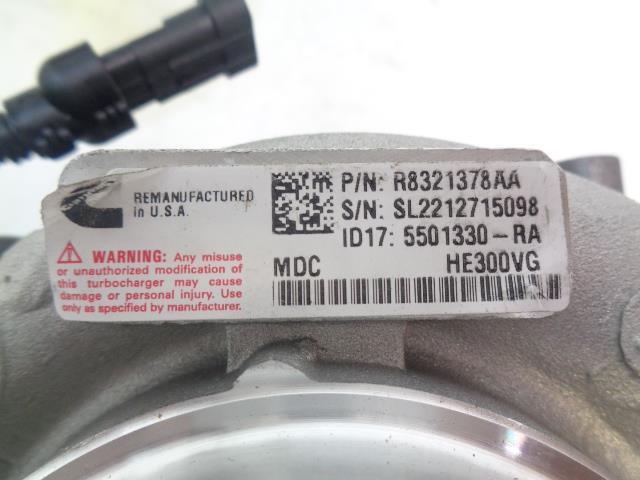 REMANUFACTURED
in U.S.A.
P/N: R8321378AA
S/N: SL2212715098
ID17: 5501330-RA
MDC HE300VG
WARNING: Any misuse
or unauthorized modification of
this turbocharger may cause
damage or personal injury. Use
only as specified by manufacturer.